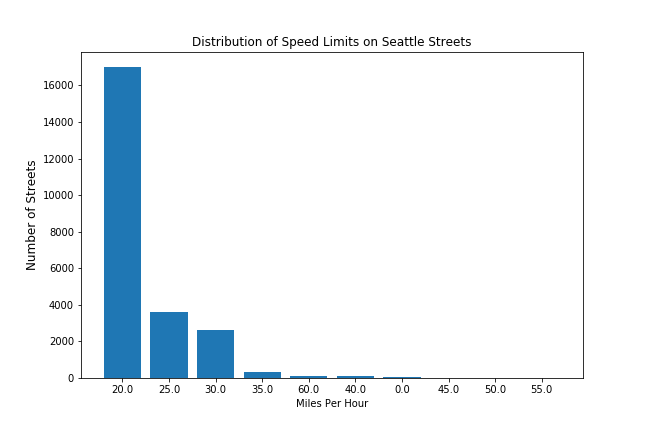 Distribution of Speed Limits on Seattle Streets
Number of Streets
16000
14000
12000
10000
8000
6000
4000
2000
0
20.0 25.0 30.0 35.0 60.0 40.0 0.0 45.0 50.0 55.0
Miles Per Hour